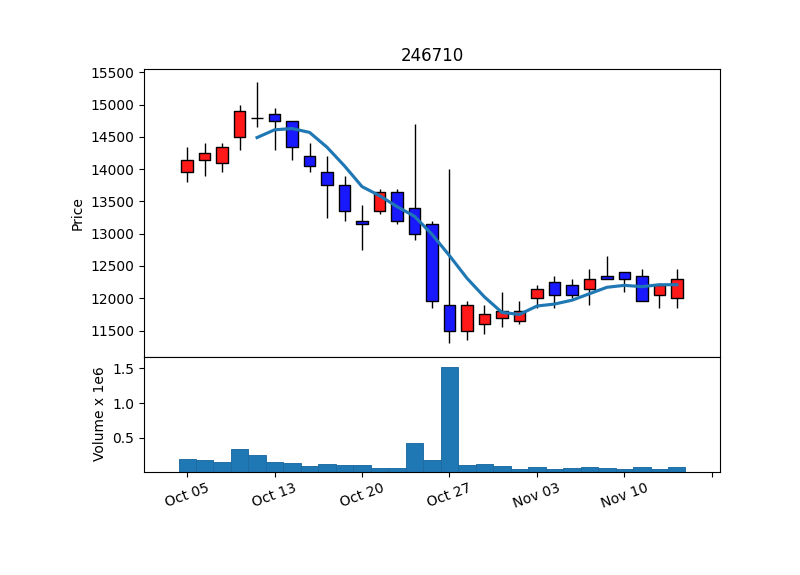 246710
15500
15000
14500
14000
13500
13000
12500
12000
11500
Price
1.5
1.0
0.5
Volume x 1e6
Oct 05
Oct 13
Oct 20
Oct 27
Nov 03
Nov 10